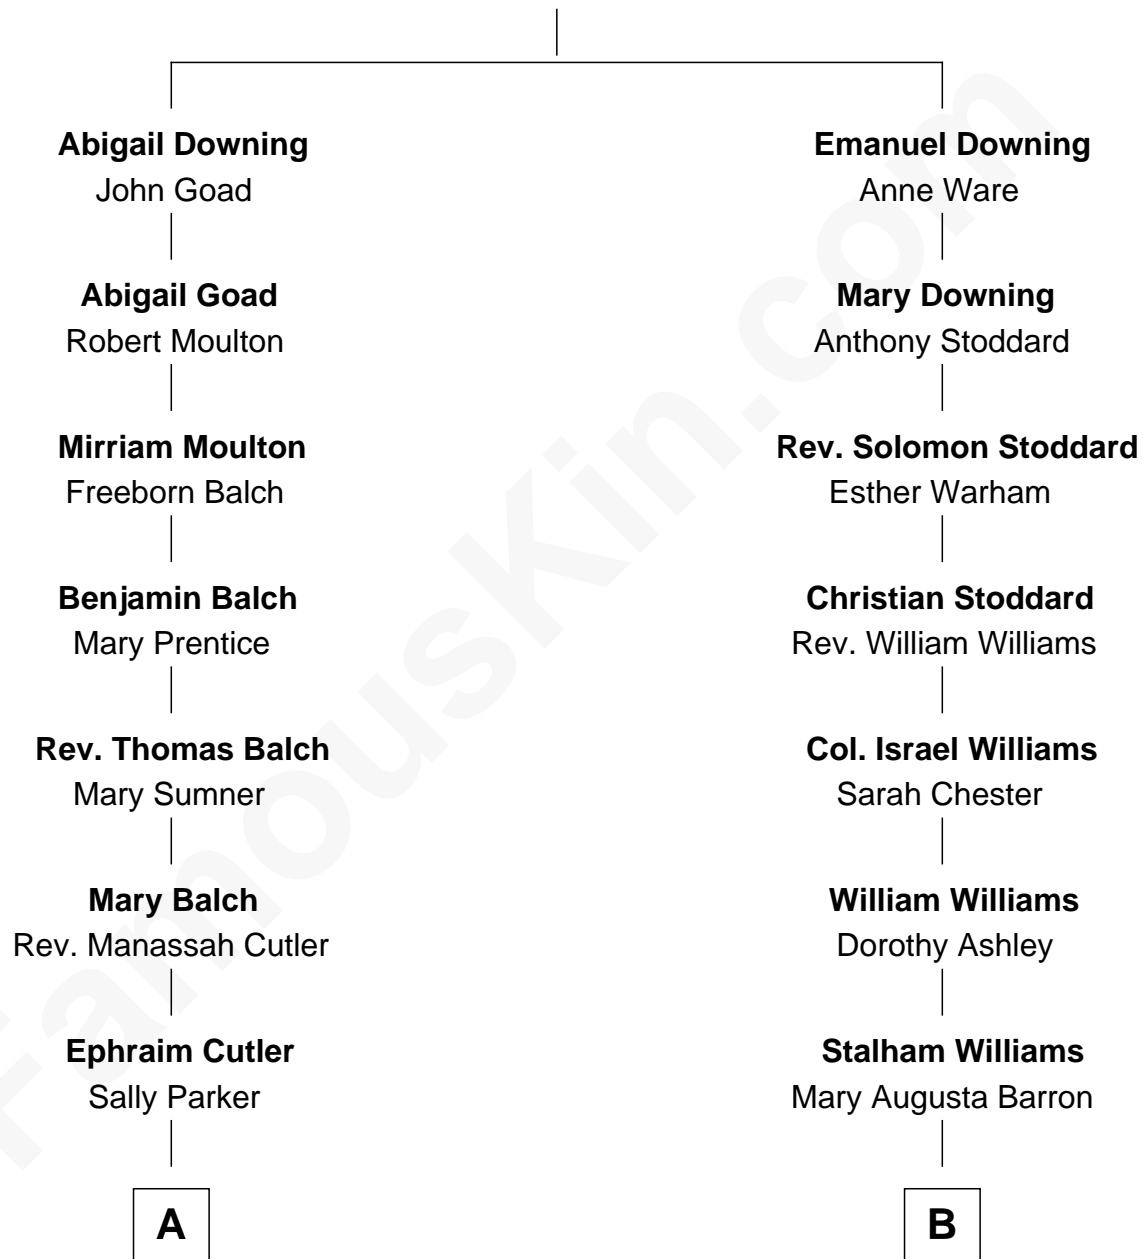 Abigail Downing
John Goad
Abigail Goad
Robert Moulton
Mirriam Moulton
Freeborn Balch
Benjamin Balch
Mary Prentice
Rev. Thomas Balch
Mary Sumner
Mary Balch
Rev. Manassah Cutler
Ephraim Cutler
Sally Parker
A
Emanuel Downing
Anne Ware
Mary Downing
Anthony Stoddard
Rev. Solomon Stoddard
Esther Warham
Christian Stoddard
Rev. William Williams
Col. Israel Williams
Sarah Chester
William Williams
Dorothy Ashley
Stalham Williams
Mary Augusta Barron
B
FamousKin.com